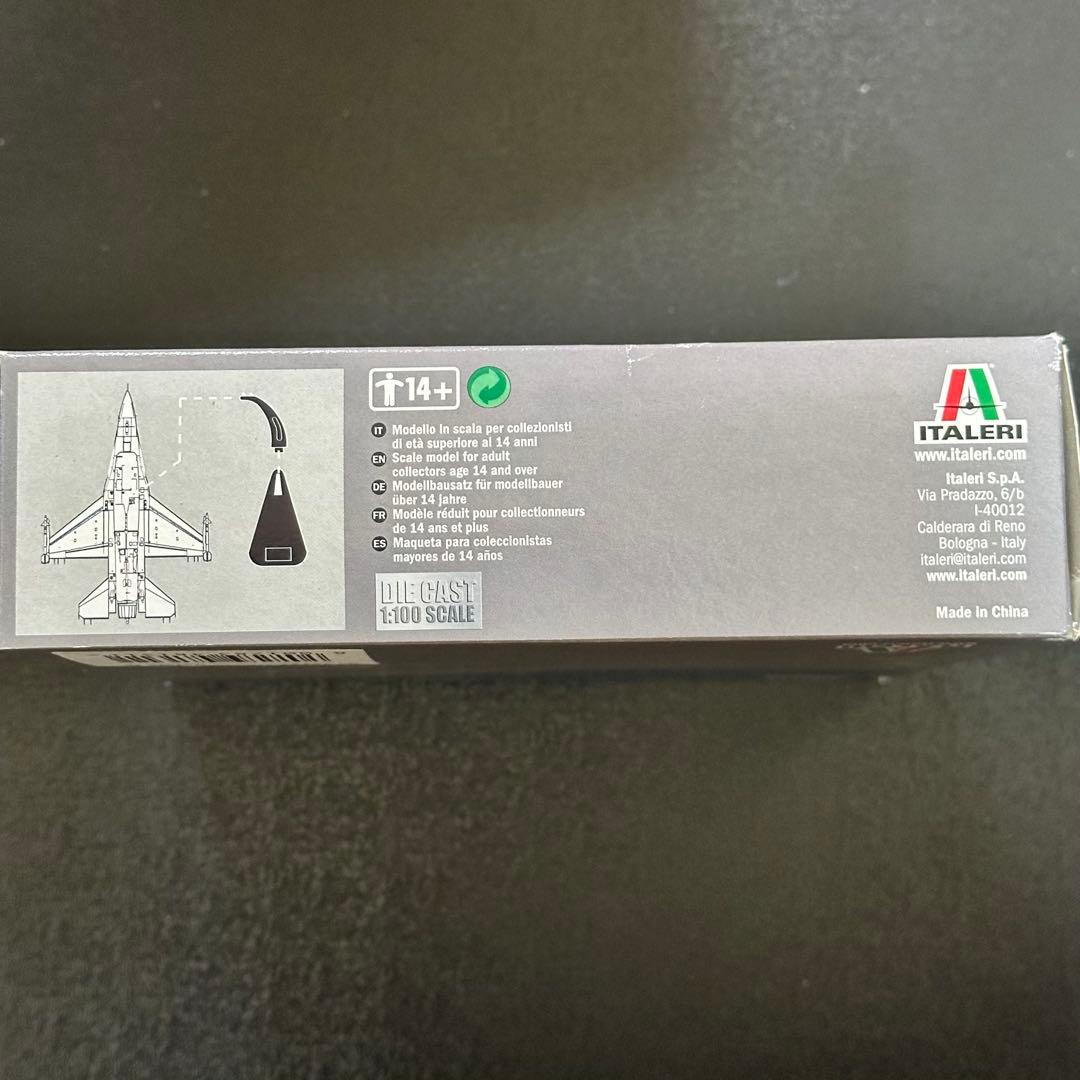 14+
IT Modello in scala per collezionisti
di età superiore ai 14 anni
EN Scale model for adult
collectors age 14 and over
DE Modellbausatz für modellbauer
über 14 jahre
FR Modèle réduit pour collectionneurs
de 14 ans et plus
ES Maqueta para coleccionistas
mayores de 14 años
DIE CAST
1:100 SCALE
ITALERI
www.italeri.com
Italeri S.p.A.
Via Pradazzo, 6/b
I-40012
Calderara di Reno
Bologna - Italy
italeri@italeri.com
www.italeri.com
Made in China